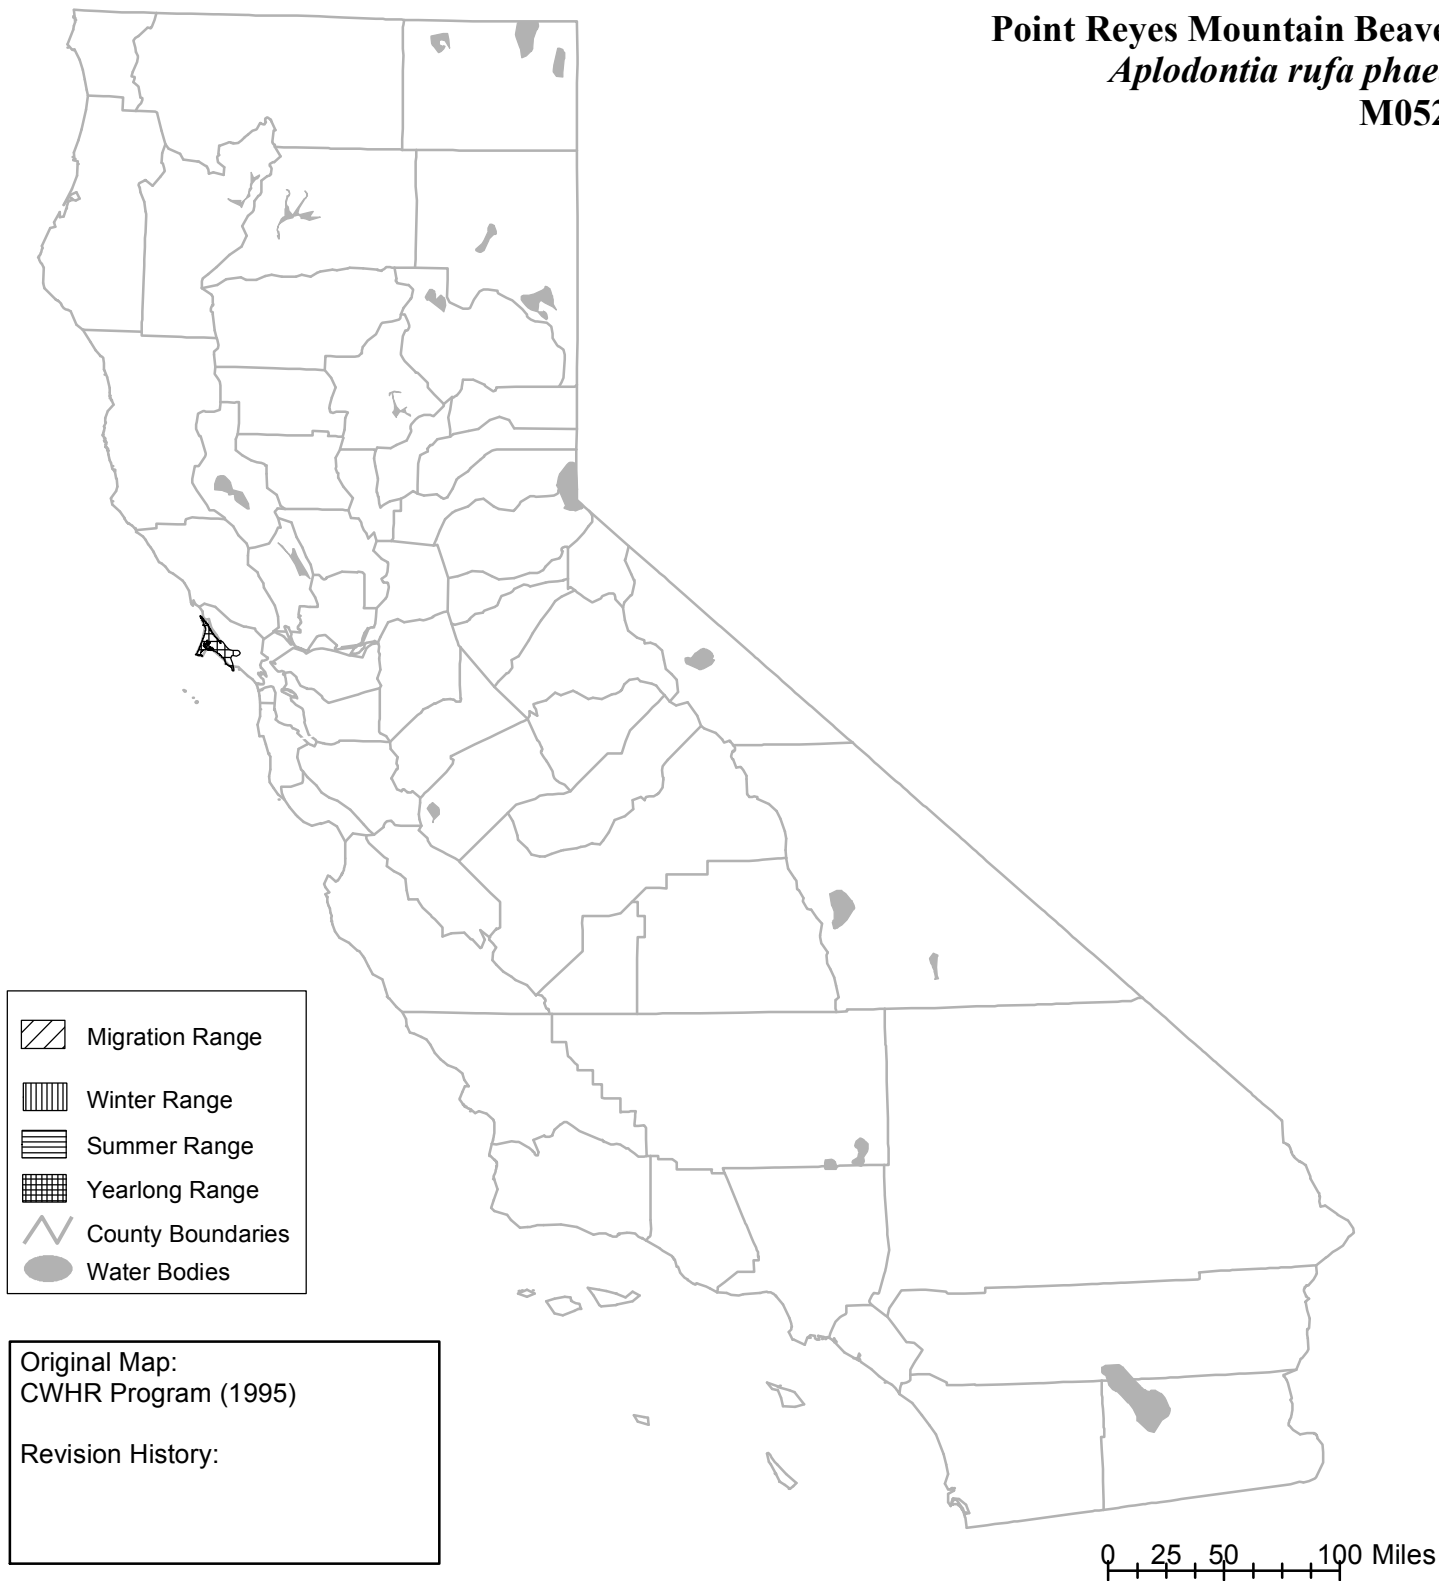 Point Reyes Mountain Beave
Aplodontia rufa phae
M052
Migration Range
Winter Range
Summer Range
Yearlong Range
County Boundaries
Water Bodies
Original Map:
CWHR Program (1995)
Revision History:
0 25 50 100 Miles